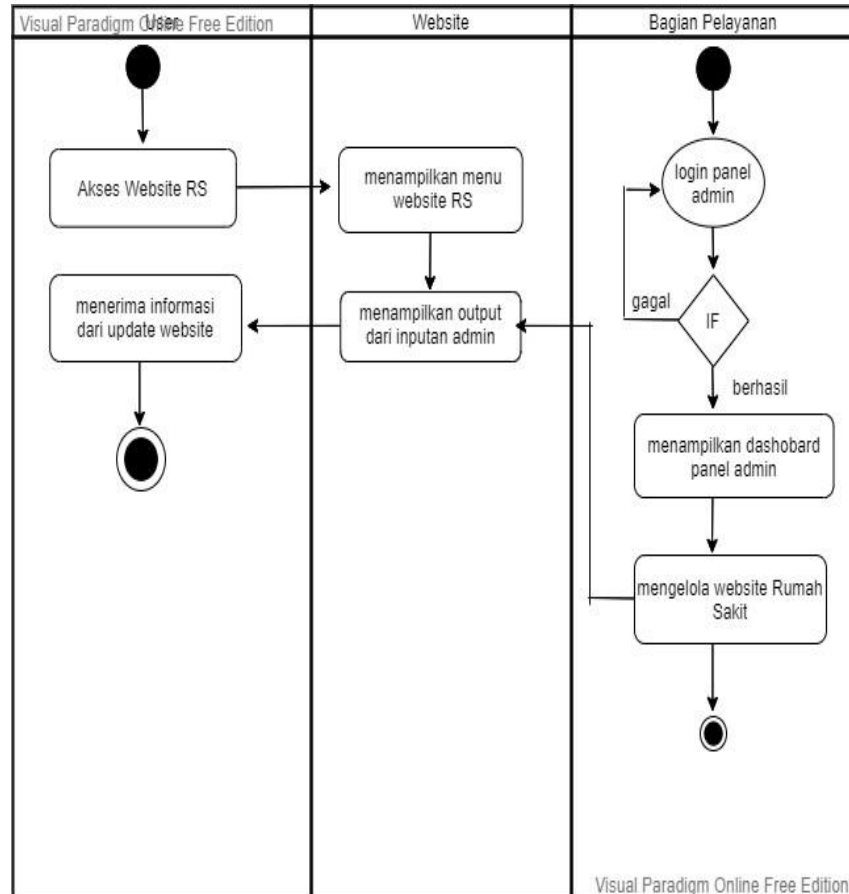 Visual Paradigm Online Free Edition
User
Website
Bagian Pelayanan
Akses Website RS
menampilkan menu
website RS
login panel
admin
menerima informasi
dari update website
menampilkan output
dari inputan admin
gagal
IF
berhasil
menampilkan dashobard
panel admin
mengelola website Rumah
Sakit
Visual Paradigm Online Free Edition